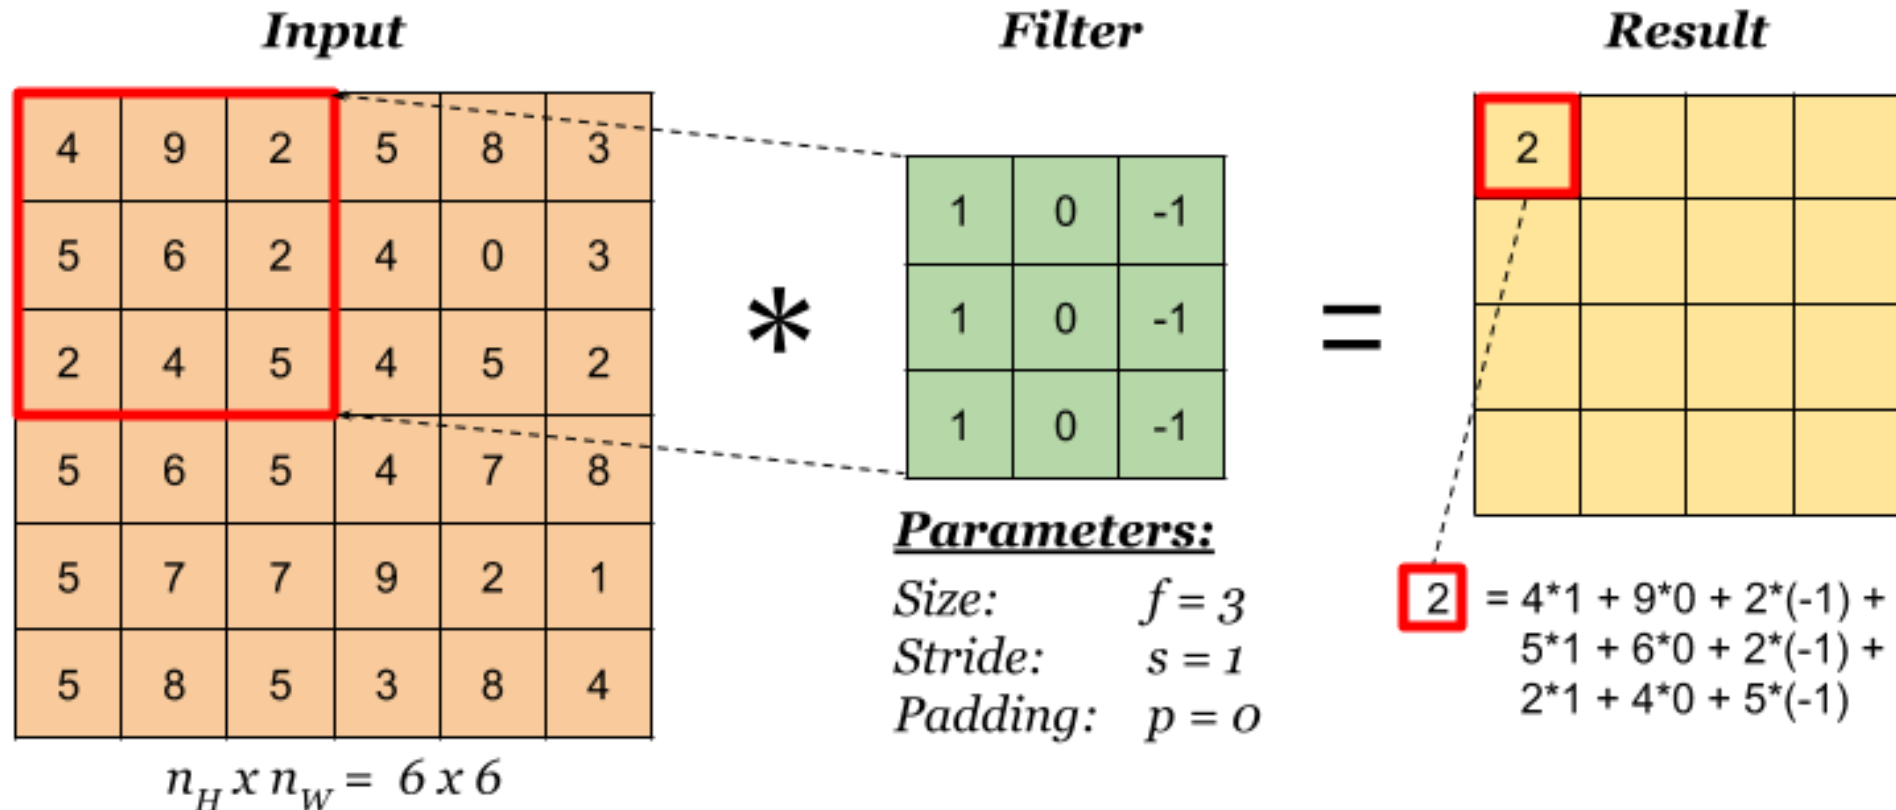 Input
Filter
Result
4 9 2 5 8 3
5 6 2 4 0 3
2 4 5 4 5 2
5 6 5 4 7 8
5 7 7 9 2 1
5 8 5 3 8 4
n_H x n_W = 6 x 6
*
1 0 -1
1 0 -1
1 0 -1
Parameters:
Size: f = 3
Stride: s = 1
Padding: p = 0
=
2
2 = 4*1 + 9*0 + 2*(-1) +
5*1 + 6*0 + 2*(-1) +
2*1 + 4*0 + 5*(-1)